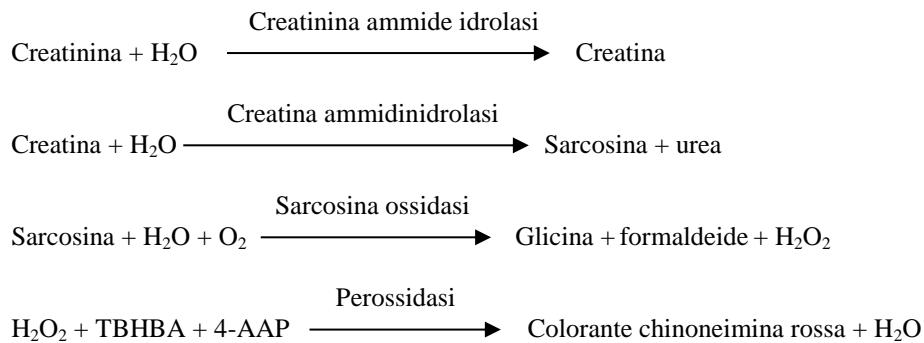 Creatinina ammide idrolasi
Creatinina + H₂O Creatina
Creatina ammidinidrolasi
Creatina + H₂O Sarcosina + urea
Sarcosina ossidasi
Sarcosina + H₂O + O₂ Glicina + formaldeide + H₂O₂
Perossidasi
H₂O₂ + TBHBA + 4-AAP Colorante chinoneimina rossa + H₂O